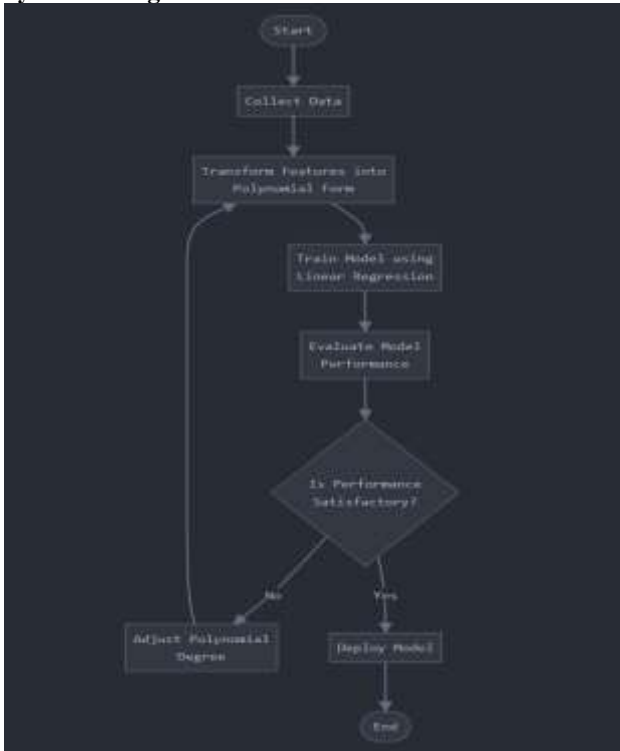 Start
Collect Data
Transform Features into
Polynomial Form
Train Model using
Linear Regression
Evaluate Model
Performance
Is Performance
Satisfactory?
No
Yes
Adjust Polynomial
Degree
Deploy Model
End